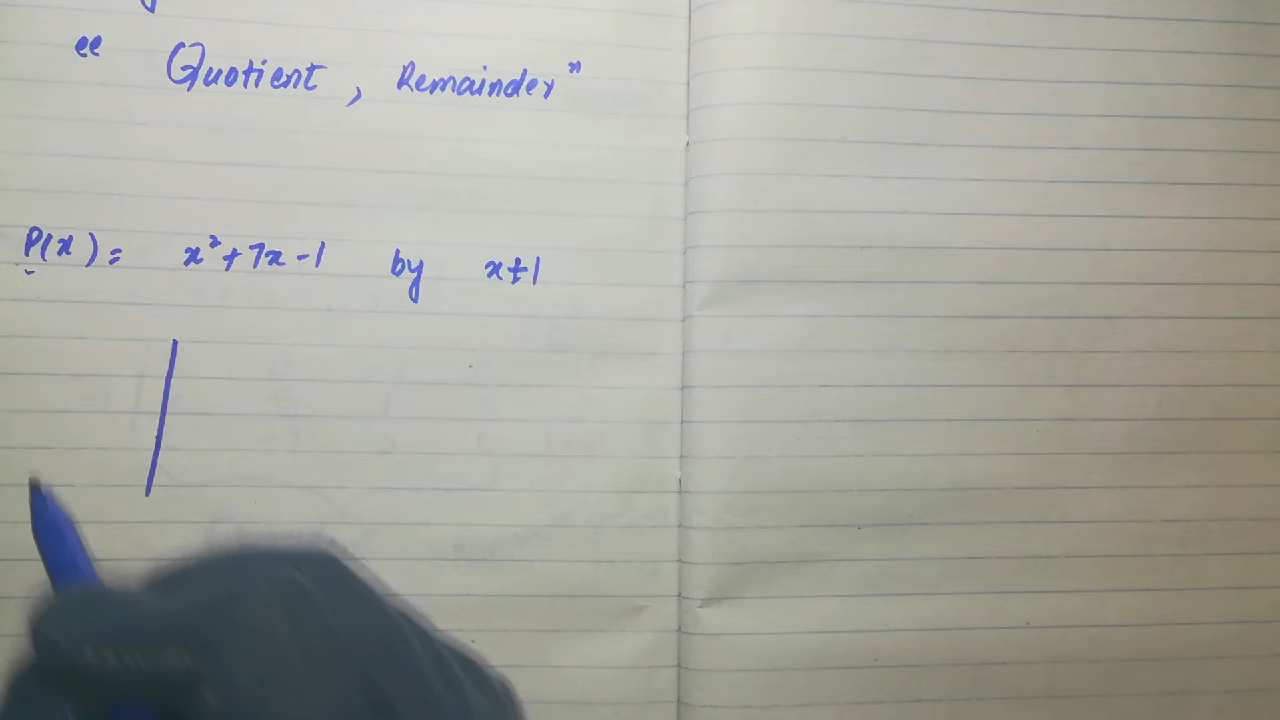 “ Quotient , Remainder ”
P(x) = x² + 7x - 1 by x+1